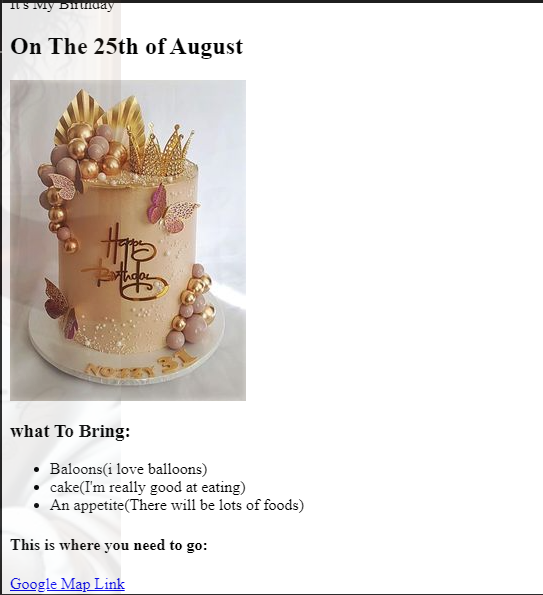 It's My Birthday
On The 25th of August
Happy
Birthday
NOZZY 31
what To Bring:
Baloons(i love balloons)
cake(I'm really good at eating)
An appetite(There will be lots of foods)
This is where you need to go:
Google Map Link